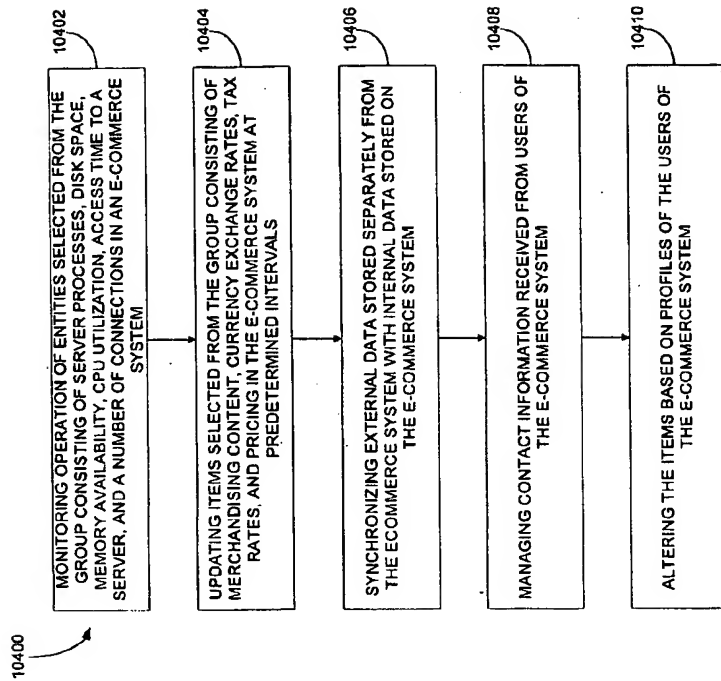 10400
10402
MONITORING OPERATION OF ENTITIES SELECTED FROM THE
GROUP CONSISTING OF SERVER PROCESSES, DISK SPACE,
MEMORY AVAILABILITY, CPU UTILIZATION, ACCESS TIME TO A
SERVER, AND A NUMBER OF CONNECTIONS IN AN E-COMMERCE
SYSTEM
10404
UPDATING ITEMS SELECTED FROM THE GROUP CONSISTING OF
MERCHANDISING CONTENT, CURRENCY EXCHANGE RATES, TAX
RATES, AND PRICING IN THE E-COMMERCE SYSTEM AT
PREDETERMINED INTERVALS
10406
SYNCHRONIZING EXTERNAL DATA STORED SEPARATELY FROM
THE ECOMMERCE SYSTEM WITH INTERNAL DATA STORED ON
THE E-COMMERCE SYSTEM
10408
MANAGING CONTACT INFORMATION RECEIVED FROM USERS OF
THE E-COMMERCE SYSTEM
10410
ALTERING THE ITEMS BASED ON PROFILES OF THE USERS OF
THE E-COMMERCE SYSTEM